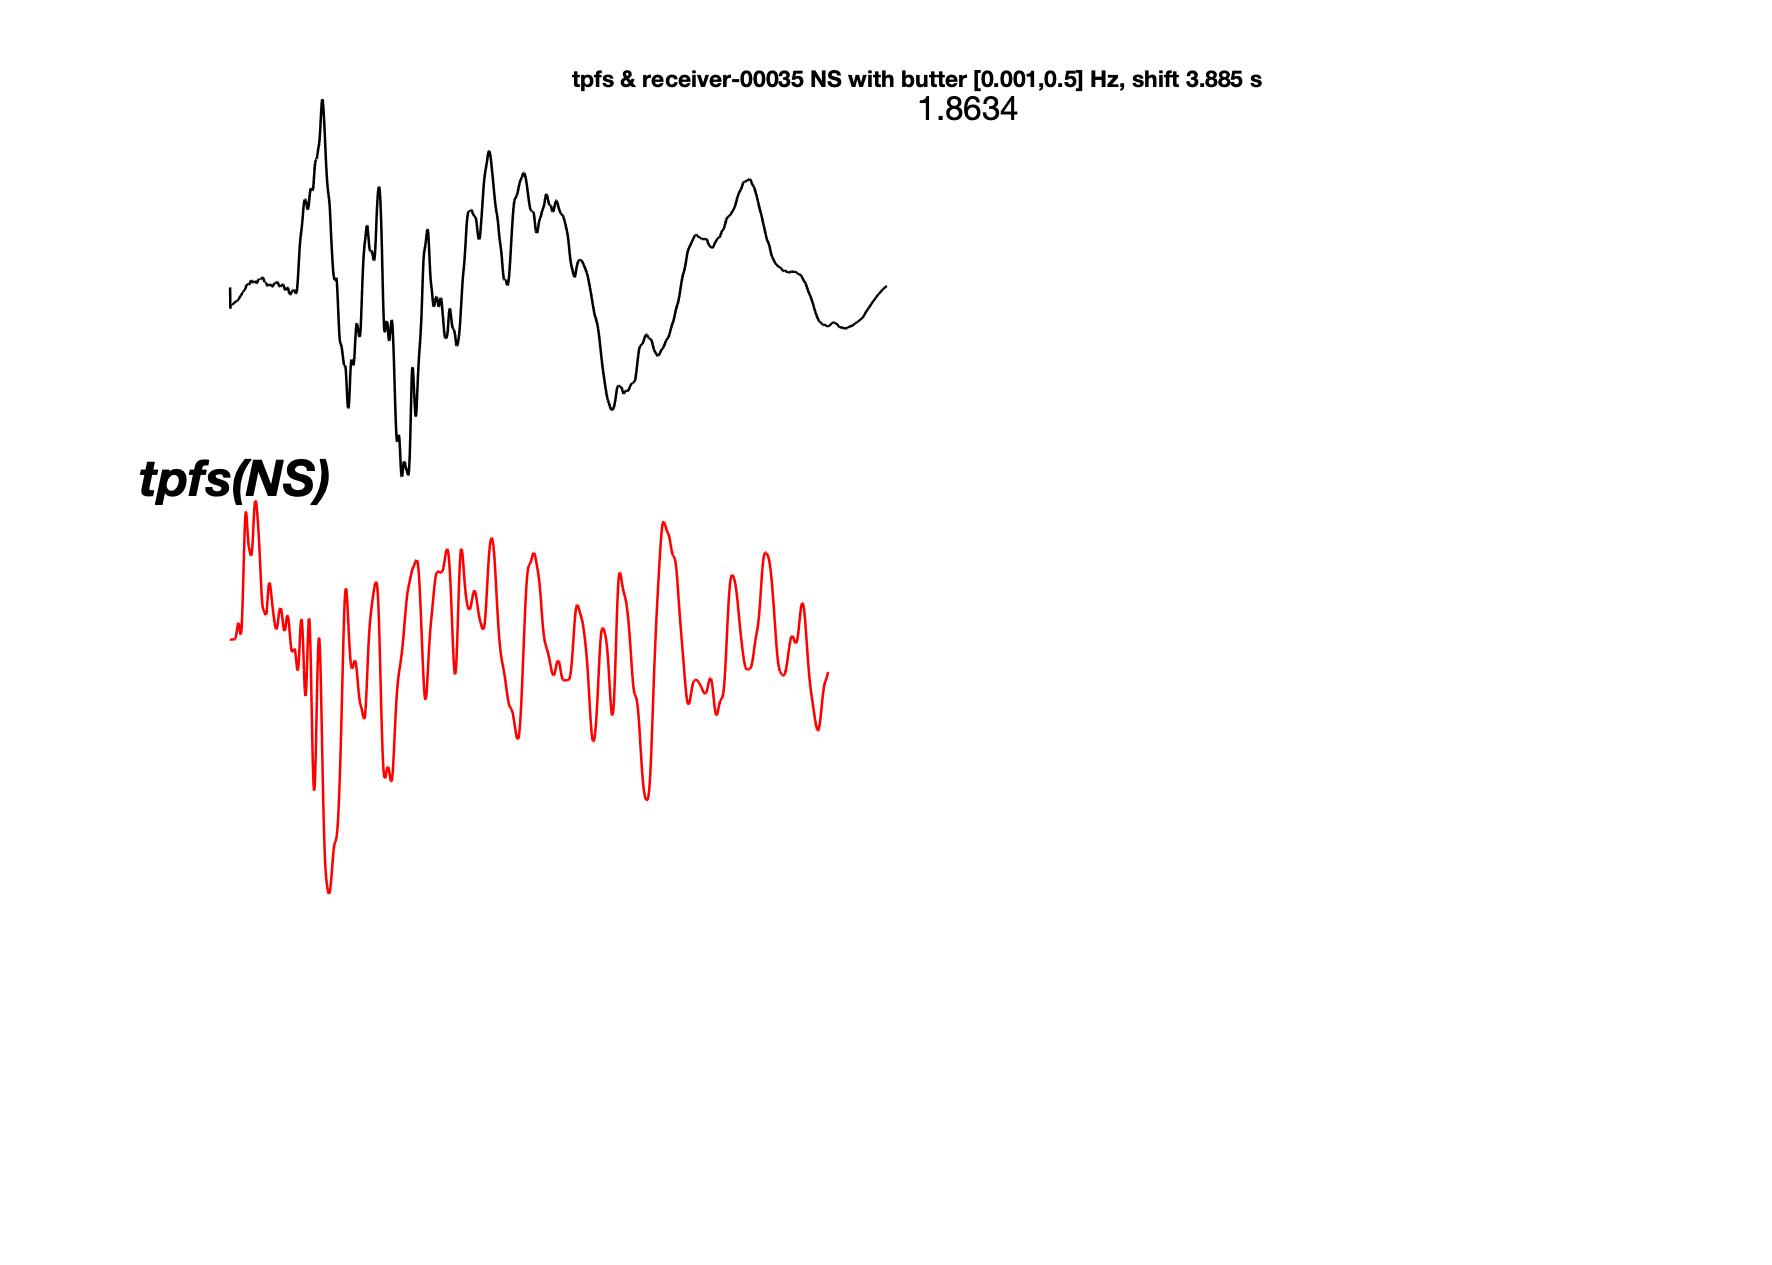 tpfs & receiver-00035 NS with butter [0.001,0.5] Hz, shift 3.885 s
1.8634
tpfs(NS)